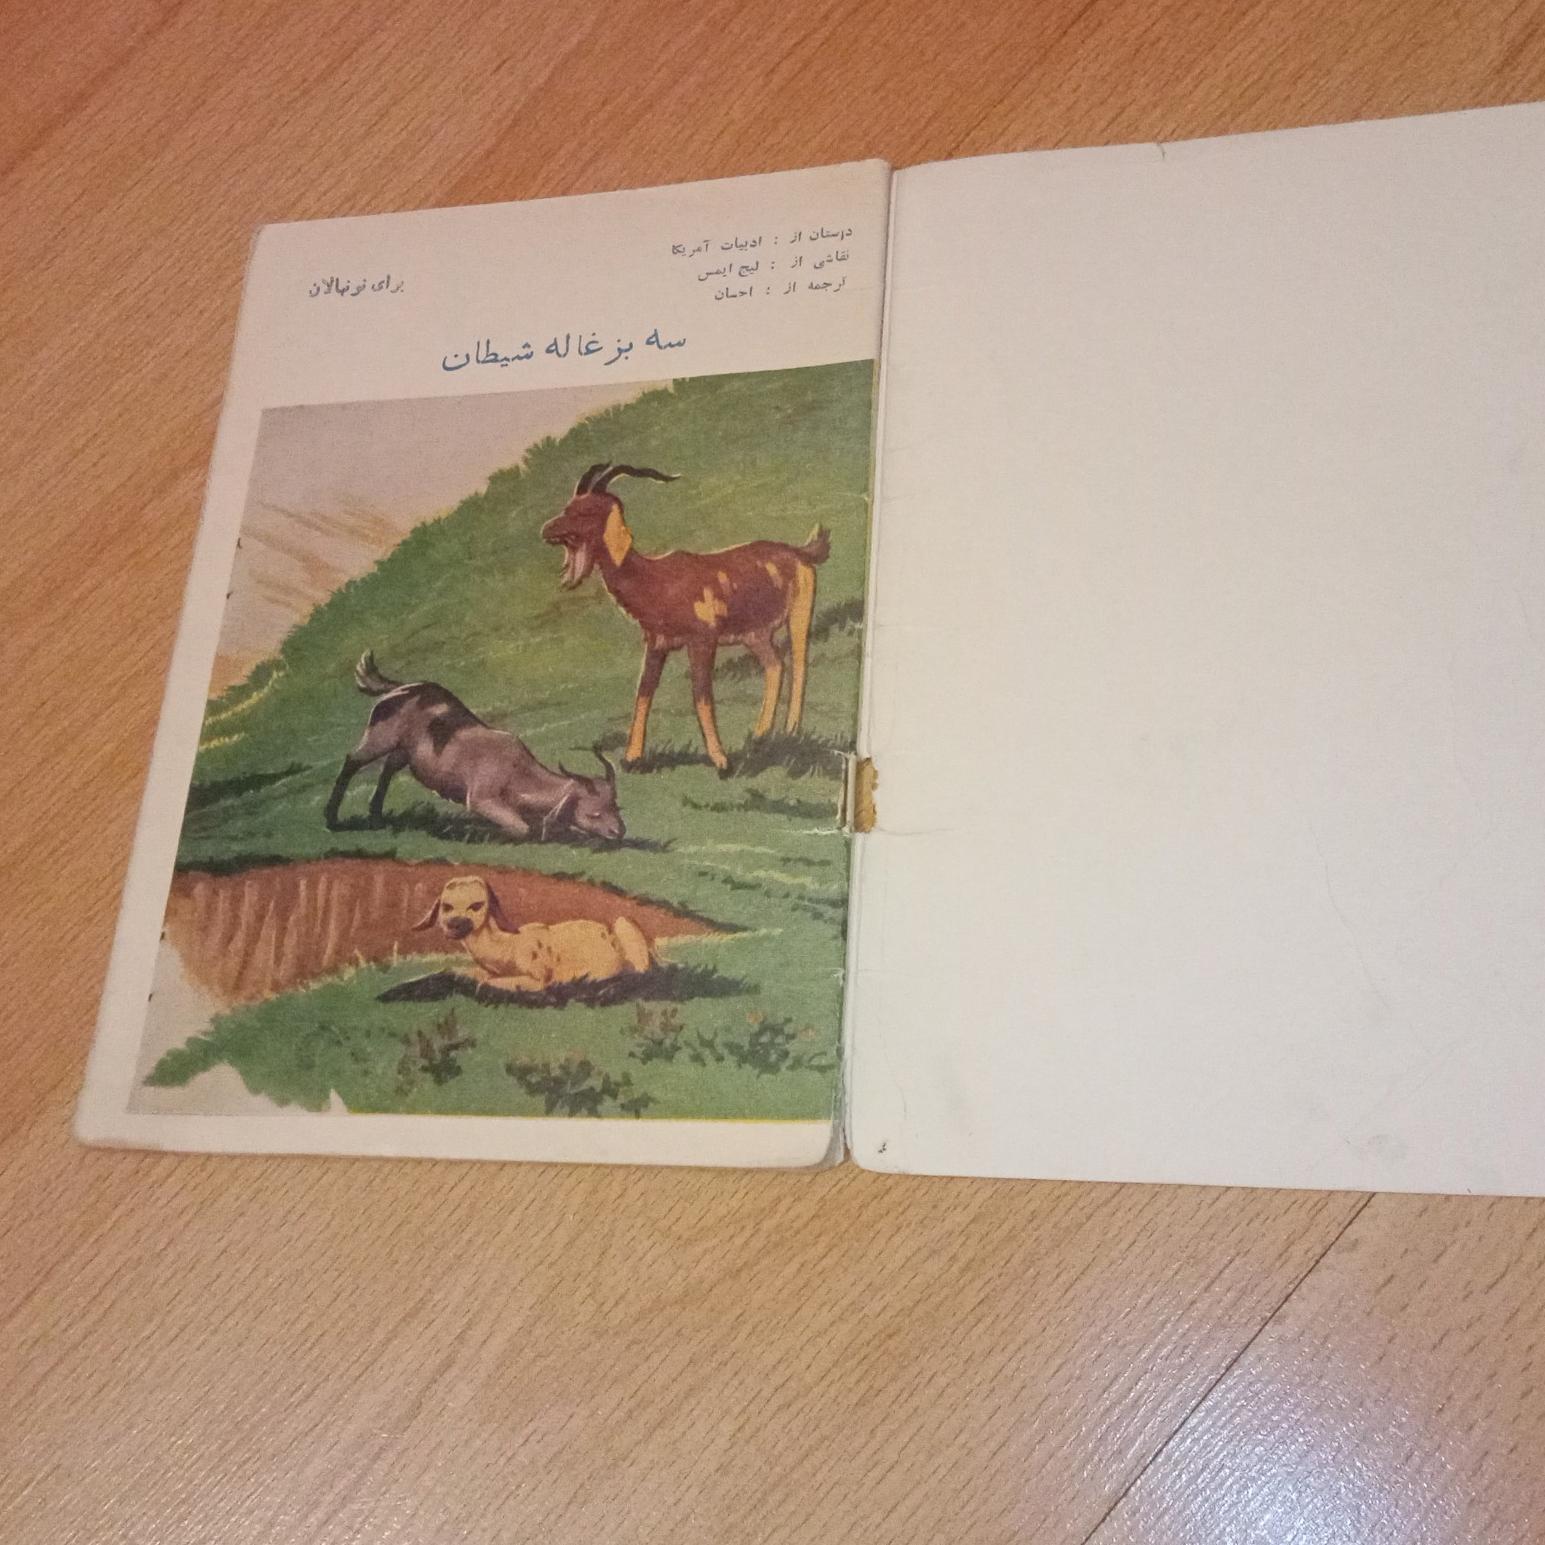 داستان از : ادبیات آمریکا
نقاشی از : لیج ایمس
ترجمه از : احسان
برای نونهالان
سه بزغاله شیطان